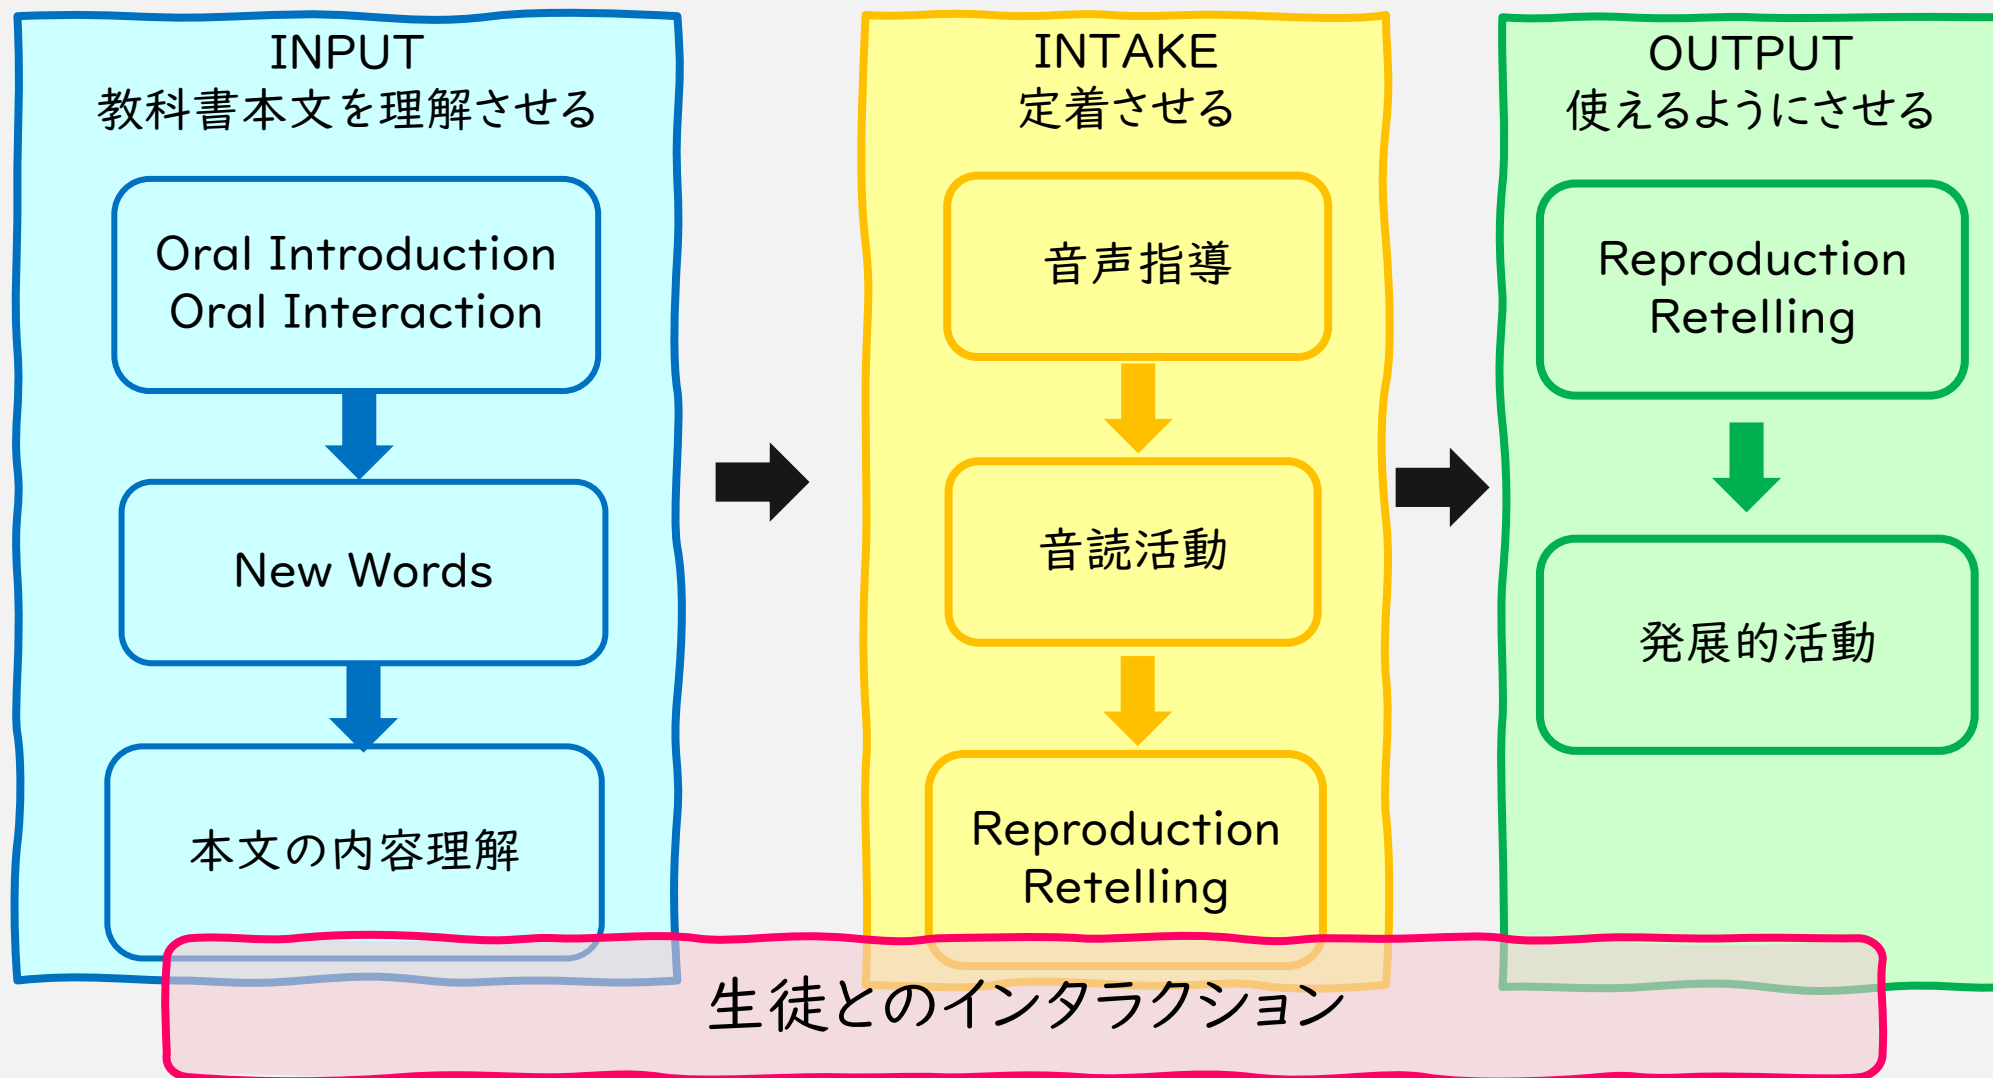 INPUT
教科書本文を理解させる
Oral Introduction
Oral Interaction
New Words
本文の内容理解
INTAKE
定着させる
音声指導
音読活動
Reproduction
Retelling
OUTPUT
使えるようにさせる
Reproduction
Retelling
発展的活動
生徒とのインタラクション